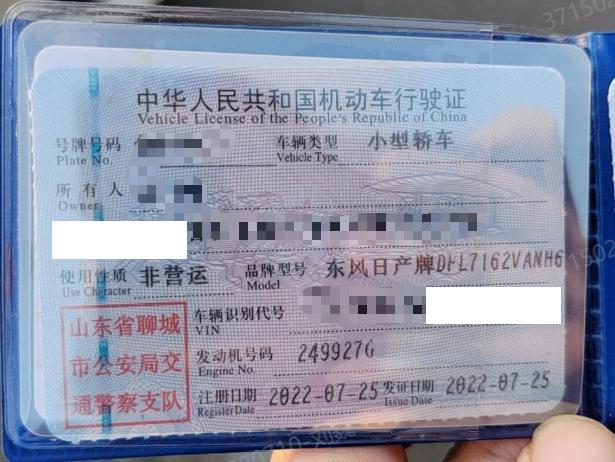 中华人民共和国机动车行驶证
Vehicle License of the People's Republic of China
号牌号码
Plate No.
车辆类型 小型轿车
Vehicle Type
所有人
Owner
使用性质 非营运
Use Character
品牌型号 东风日产牌DFL7162VANH6
Model
车辆识别代号
VIN
山东省聊城
市公安局交
通警察支队
发动机号码 249927G
Engine No.
注册日期 2022-07-25
Register Date
发证日期 2022-07-25
Issue Date
371502